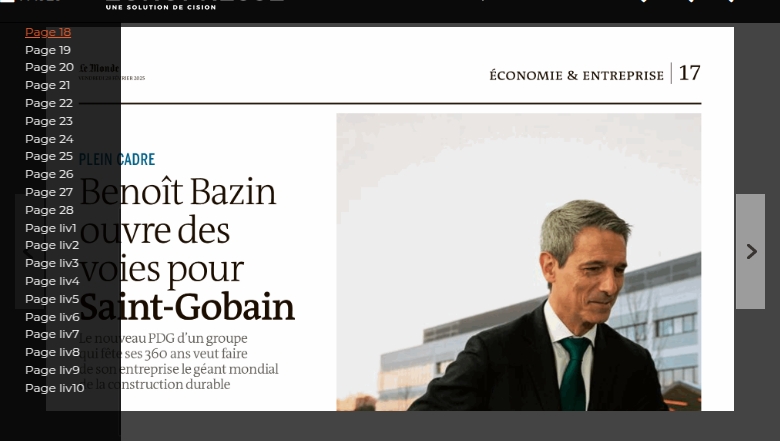 UNE SOLUTION DE CISION
Page 18
Page 19
Page 20
Page 21
Page 22
Page 23
Page 24
Page 25
Page 26
Page 27
Page 28
Page liv1
Page liv2
Page liv3
Page liv4
Page liv5
Page liv6
Page liv7
Page liv8
Page liv9
Page liv10
Le Monde
ÉCONOMIE & ENTREPRISE | 17
PLEIN CADRE
Benoît Bazin
ouvre des
voies pour
Saint-Gobain
Le nouveau PDG d'un groupe
qui fête ses 360 ans veut faire
de son entreprise le géant mondial
de la construction durable